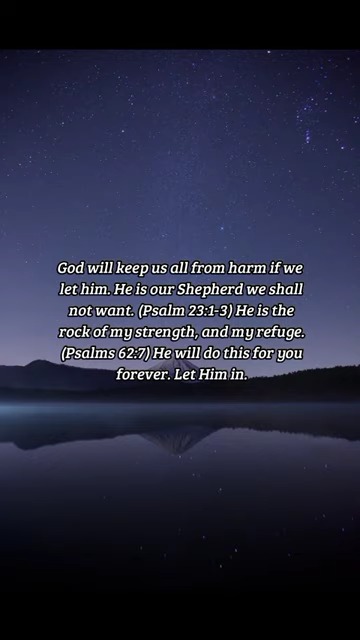 God will keep us all from harm if we
let him. He is our Shepherd we shall
not want. (Psalm 23:1-3) He is the
rock of my strength, and my refuge.
(Psalms 62:7) He will do this for you
forever. Let Him in.